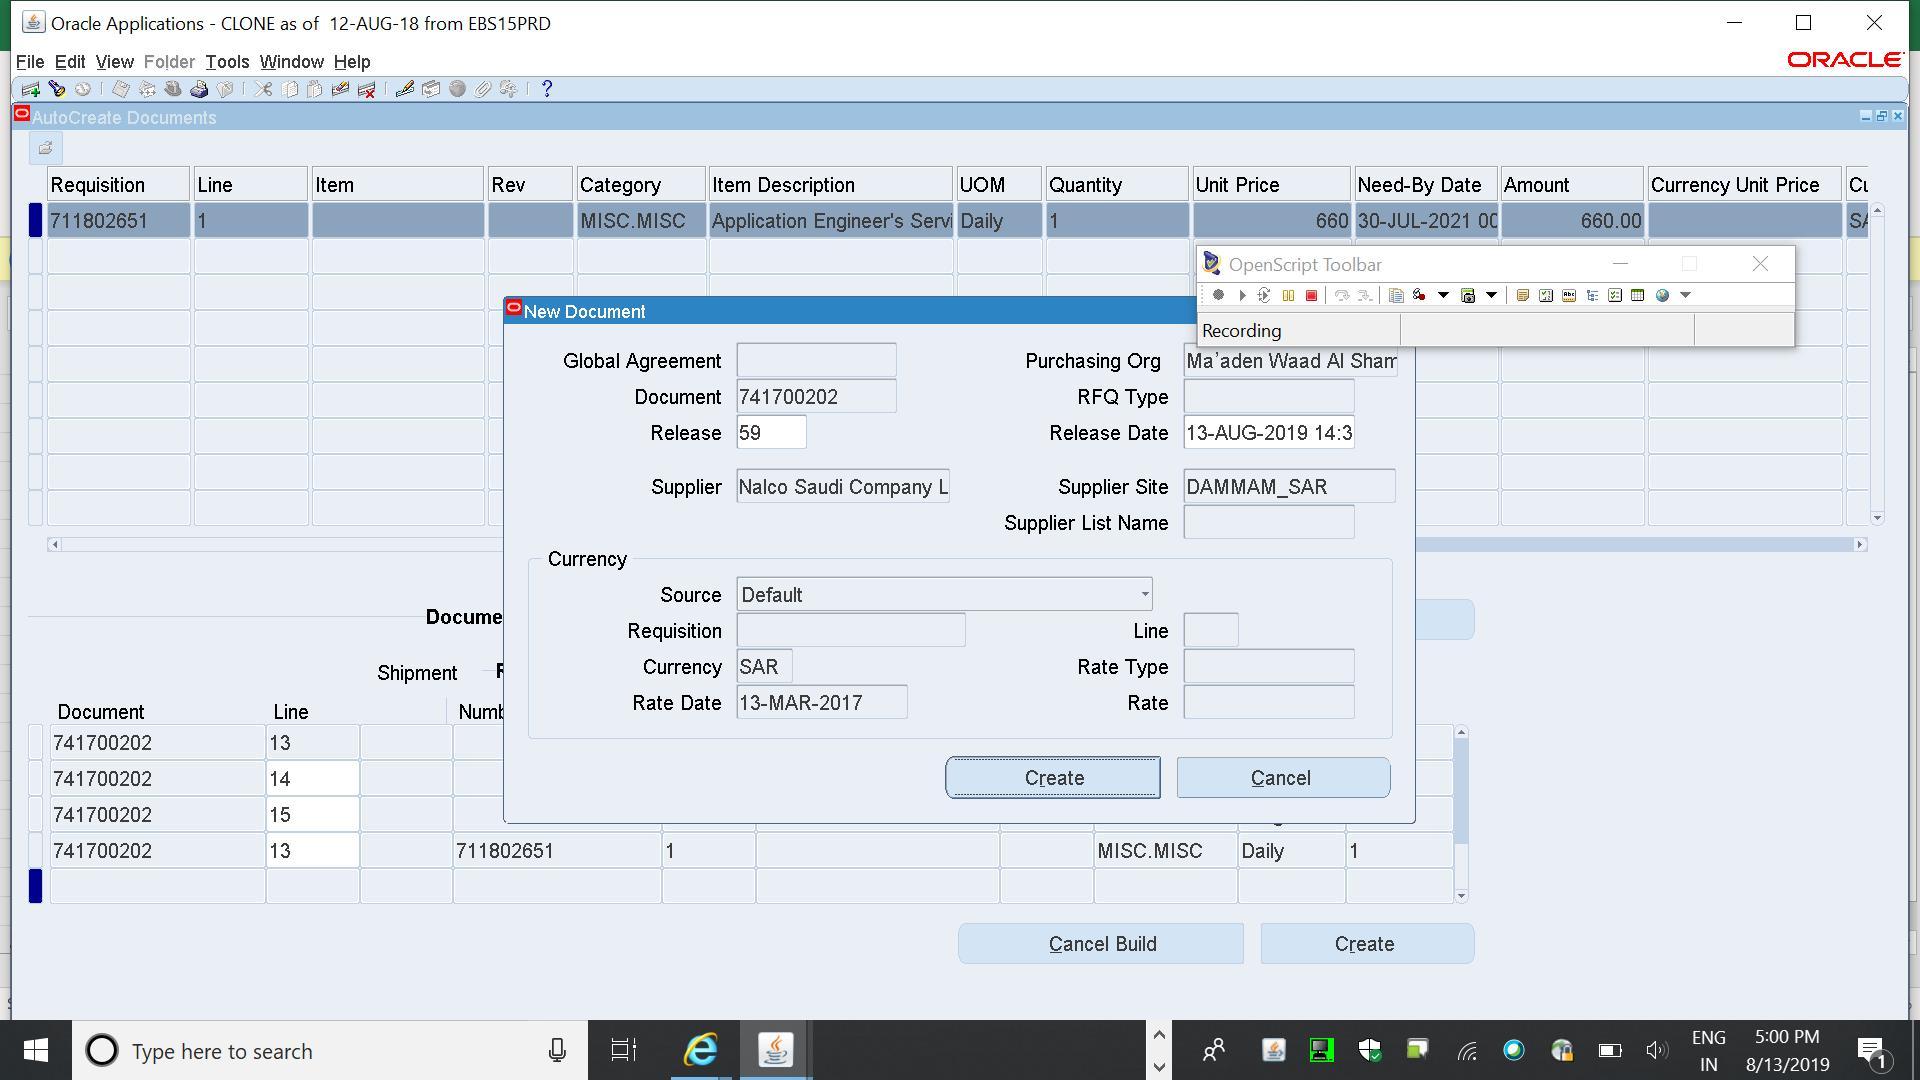 Oracle Applications - CLONE as of 12-AUG-18 from EBS15PRD
File Edit View Folder Tools Window Help
ORACLE
AutoCreate Documents
Requisition Line Item Rev Category Item Description UOM Quantity Unit Price Need-By Date Amount Currency Unit Price Cu
711802651 1 MISC.MISC Application Engineer's Servi Daily 1 660 30-JUL-2021 00 660.00 SA
OpenScript Toolbar
Recording
New Document
Global Agreement Purchasing Org Ma'aden Waad Al Sham
Document 741700202 RFQ Type
Release 59 Release Date 13-AUG-2019 14:3
Supplier Nalco Saudi Company L Supplier Site DAMMAM_SAR
Supplier List Name
Currency
Source Default
Requisition Line
Currency SAR Rate Type
Rate Date 13-MAR-2017 Rate
Create Cancel
Docume
Shipment
Document Line Numb
741700202 13
741700202 14
741700202 15
741700202 13 711802651 1 MISC.MISC Daily 1
Cancel Build Create
Type here to search
ENG
IN
5:00 PM
8/13/2019
1